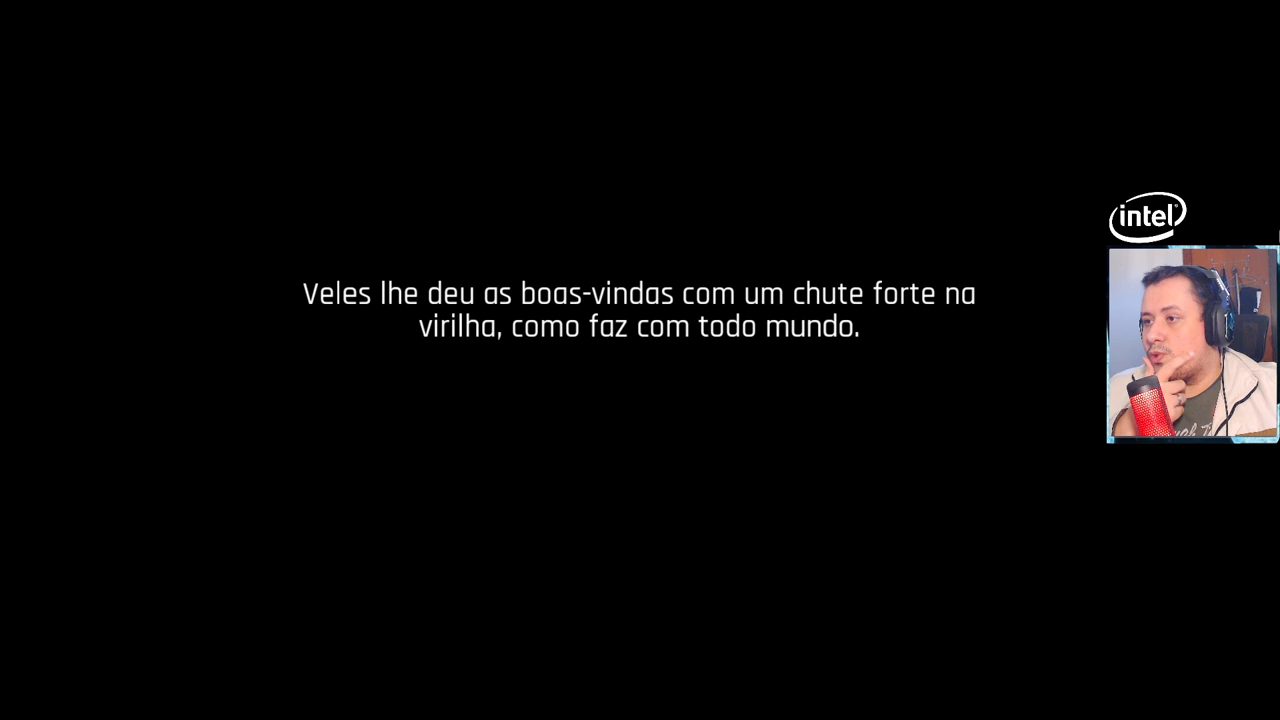 intel
Veles lhe deu as boas-vindas com um chute forte na
virilha, como faz com todo mundo.